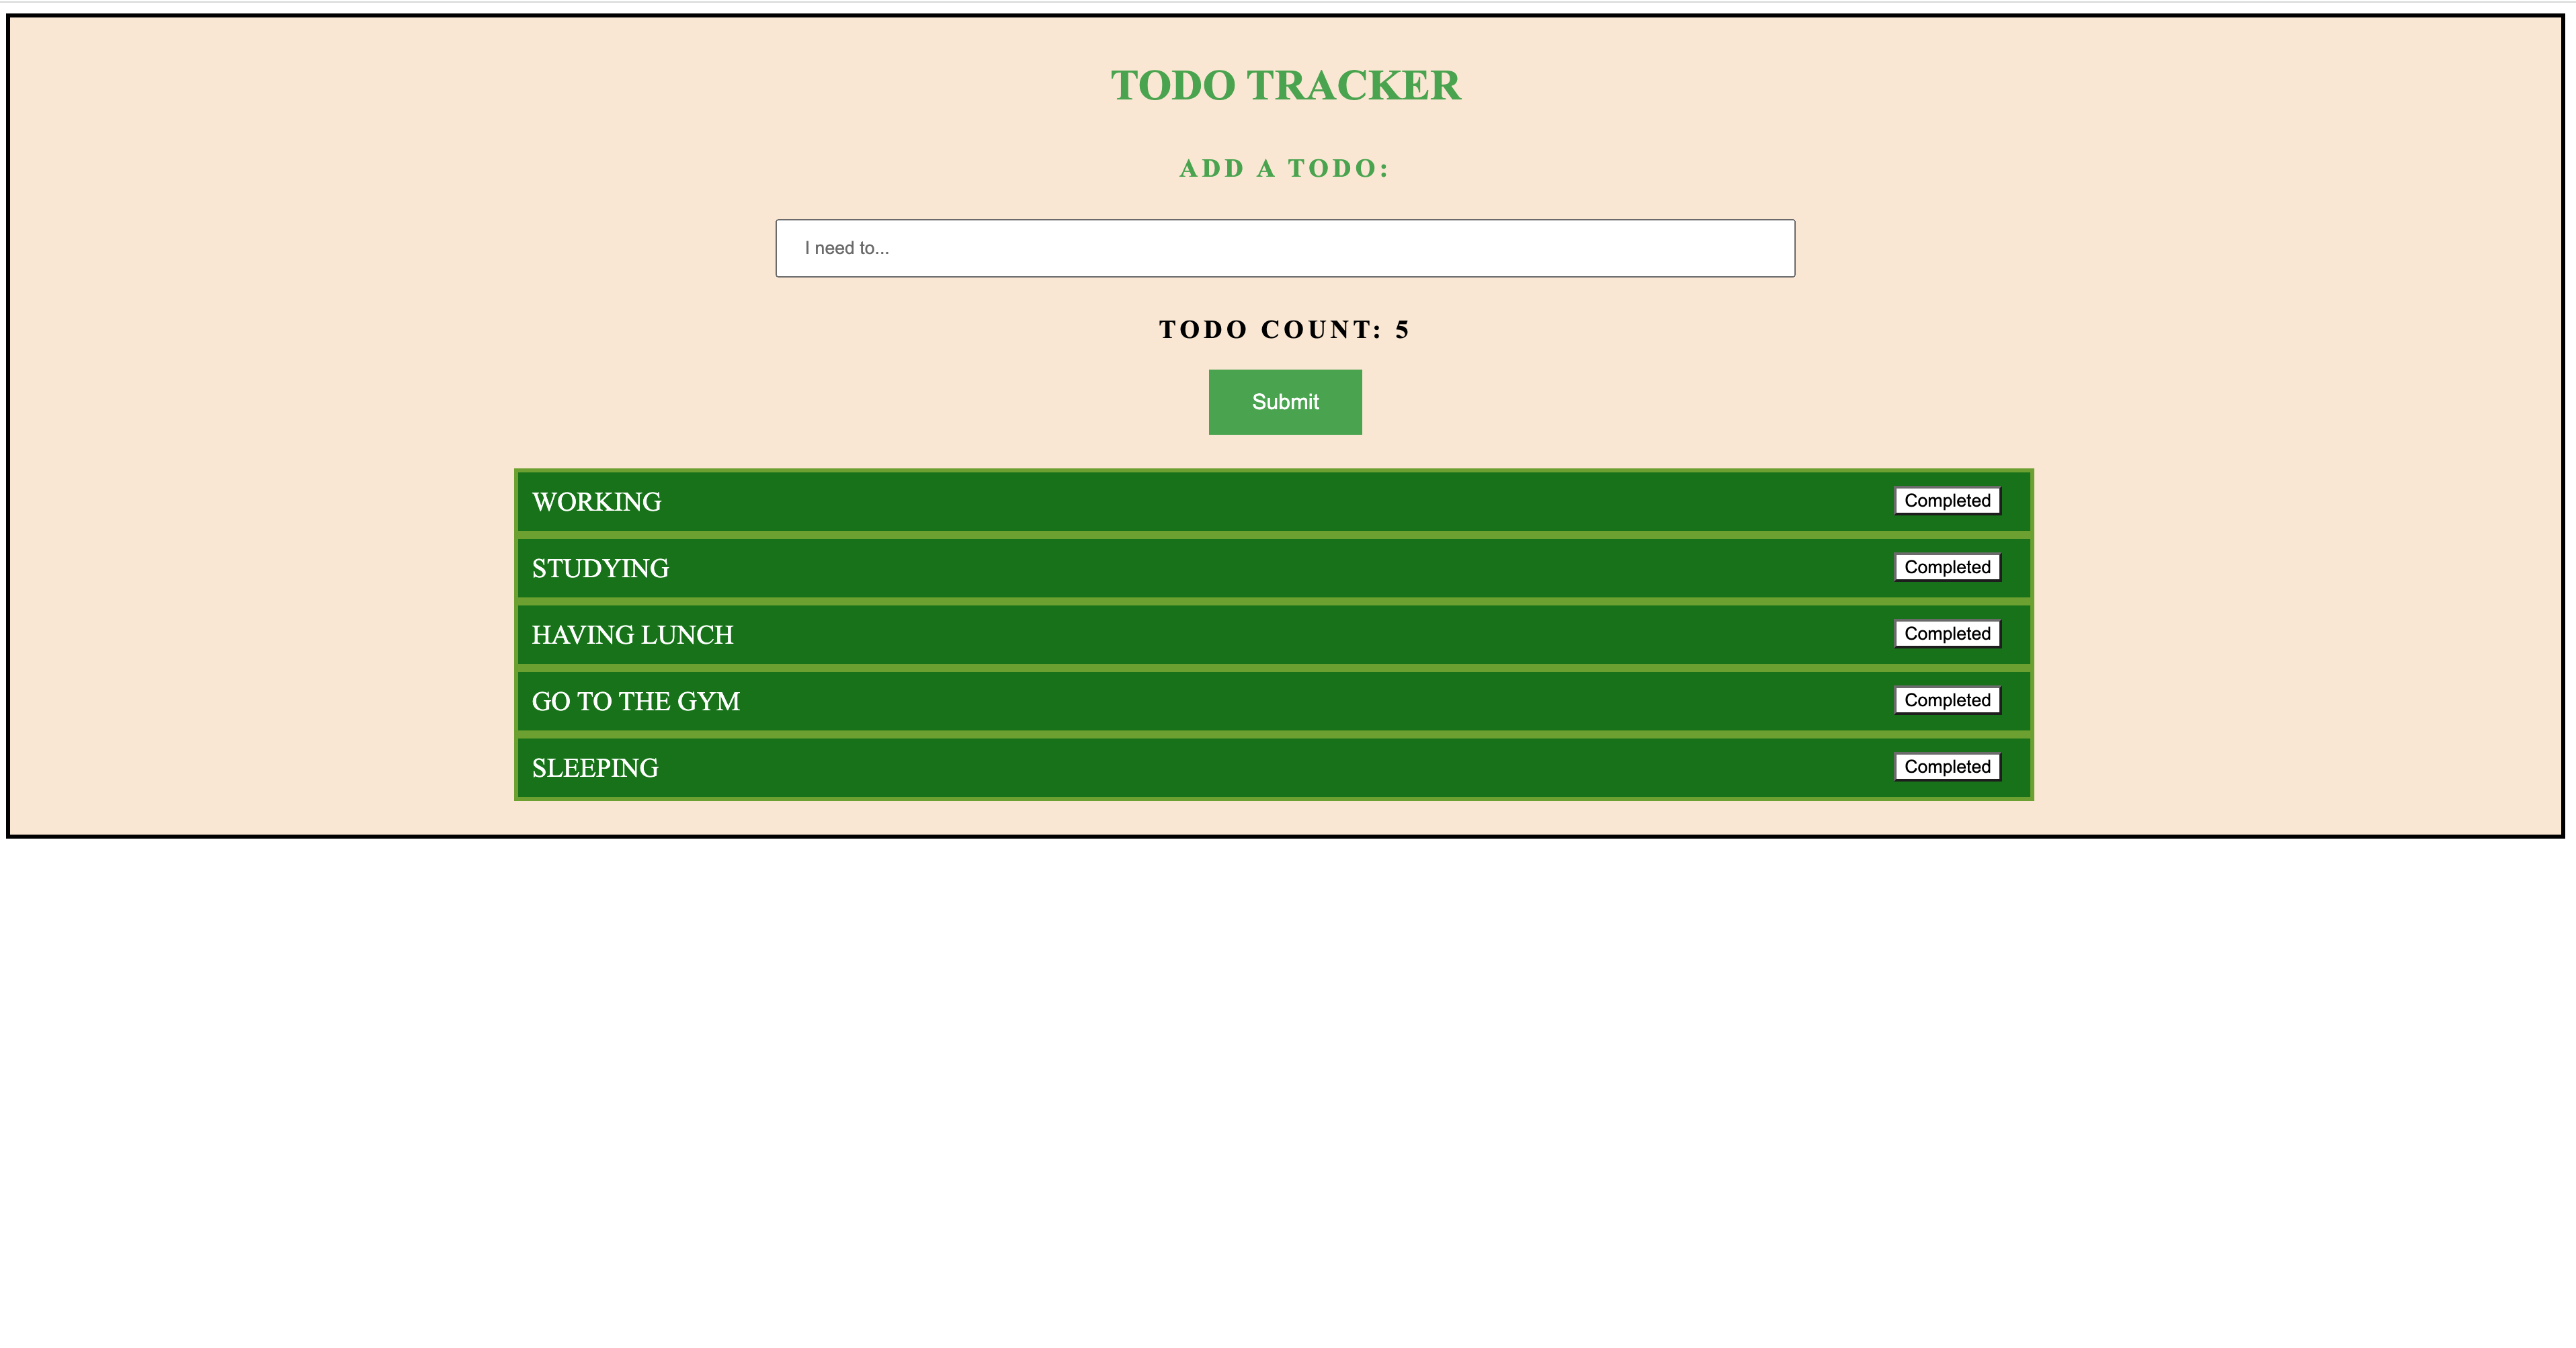 TODO TRACKER
ADD A TODO:
I need to...
TODO COUNT: 5
Submit
WORKING Completed
STUDYING Completed
HAVING LUNCH Completed
GO TO THE GYM Completed
SLEEPING Completed